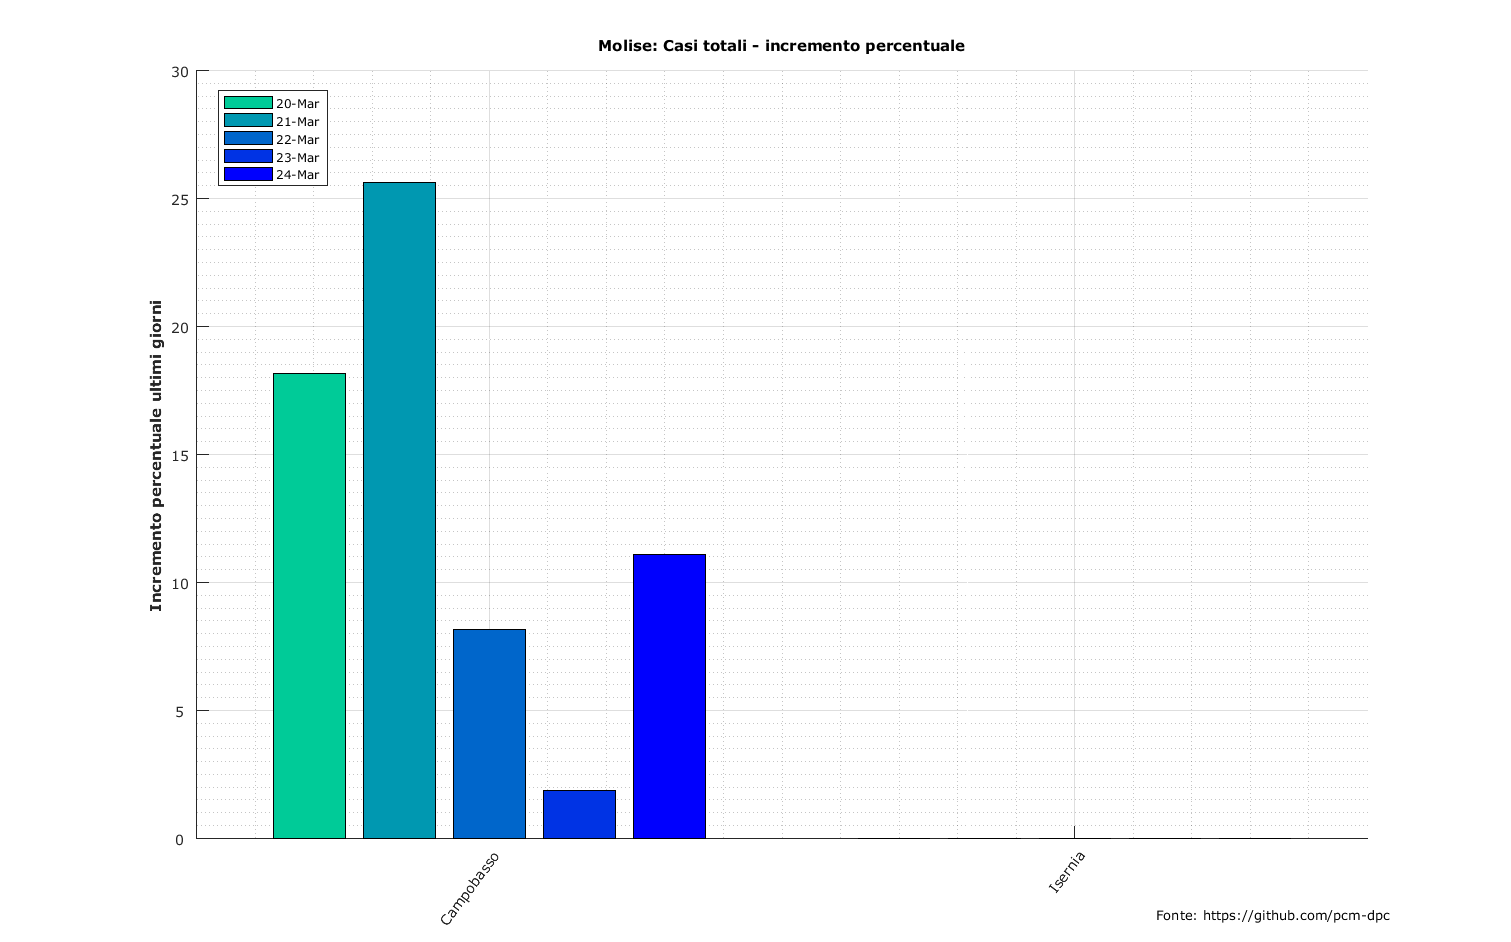 Molise: Casi totali - incremento percentuale
30
25
20
15
10
5
0
Incremento percentuale ultimi giorni
20-Mar
21-Mar
22-Mar
23-Mar
24-Mar
Campobasso
Isernia
Fonte: https://github.com/pcm-dpc